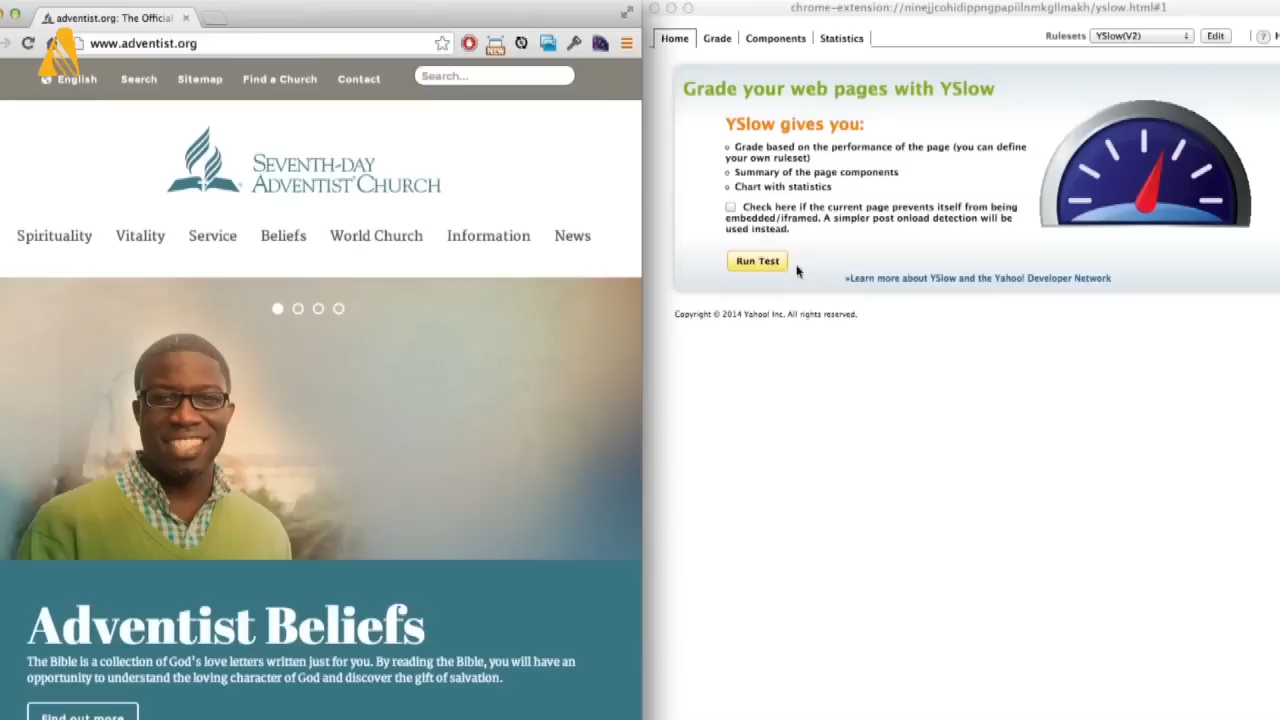 adventist.org: The Official
www.adventist.org
NEW
English Search Sitemap Find a Church Contact
Search...
SEVENTH-DAY
ADVENTIST CHURCH
Spirituality Vitality Service Beliefs World Church Information News
Adventist Beliefs
The Bible is a collection of God's love letters written just for you. By reading the Bible, you will have an
opportunity to understand the loving character of God and discover the gift of salvation.
Find out more
chrome-extension://ninejjcohidippngpapiilnmkgllmakh/yslow.html#1
Home Grade Components Statistics
Rulesets YSlow(V2) Edit ?
Grade your web pages with YSlow
YSlow gives you:
Grade based on the performance of the page (you can define
your own ruleset)
Summary of the page components
Chart with statistics
Check here if the current page prevents itself from being
embedded/iframed. A simpler post onload detection will be
used instead.
Run Test
»Learn more about YSlow and the Yahoo! Developer Network
Copyright © 2014 Yahoo! Inc. All rights reserved.